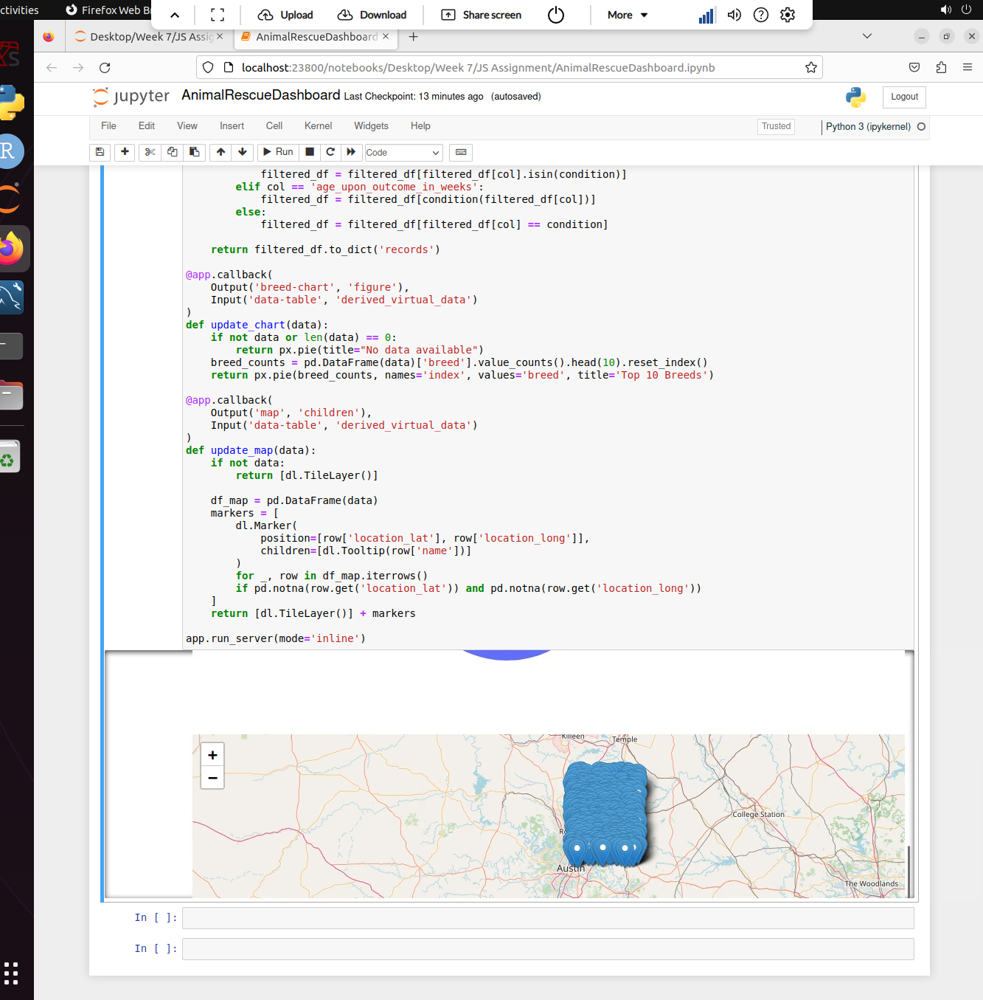 ctivities
Firefox Web B
Upload
Download
Share screen
More
Desktop/Week 7/JS Assig
AnimalRescueDashboard
localhost:23800/notebooks/Desktop/Week 7/JS Assignment/AnimalRescueDashboard.ipynb
jupyter
AnimalRescueDashboard Last Checkpoint: 13 minutes ago (autosaved)
Logout
File Edit View Insert Cell Kernel Widgets Help
Trusted
Python 3 (ipykernel)
Run
Code
            filtered_df = filtered_df[filtered_df[col].isin(condition)]
        elif col == 'age_upon_outcome_in_weeks':
            filtered_df = filtered_df[condition(filtered_df[col])]
        else:
            filtered_df = filtered_df[filtered_df[col] == condition]
    return filtered_df.to_dict('records')
@app.callback(
    Output('breed-chart', 'figure'),
    Input('data-table', 'derived_virtual_data')
)
def update_chart(data):
    if not data or len(data) == 0:
        return px.pie(title="No data available")
    breed_counts = pd.DataFrame(data)['breed'].value_counts().head(10).reset_index()
    return px.pie(breed_counts, names='index', values='breed', title='Top 10 Breeds')
@app.callback(
    Output('map', 'children'),
    Input('data-table', 'derived_virtual_data')
)
def update_map(data):
    if not data:
        return [dl.TileLayer()]
    df_map = pd.DataFrame(data)
    markers = [
        dl.Marker(
            position=[row['location_lat'], row['location_long']],
            children=[dl.Tooltip(row['name'])]
        )
        for _, row in df_map.iterrows()
        if pd.notna(row.get('location_lat')) and pd.notna(row.get('location_long'))
    ]
    return [dl.TileLayer()] + markers
app.run_server(mode='inline')
Killeen
Temple
+
−
College Station
Ro
Austin
The Woodlands
In [ ]:
In [ ]: